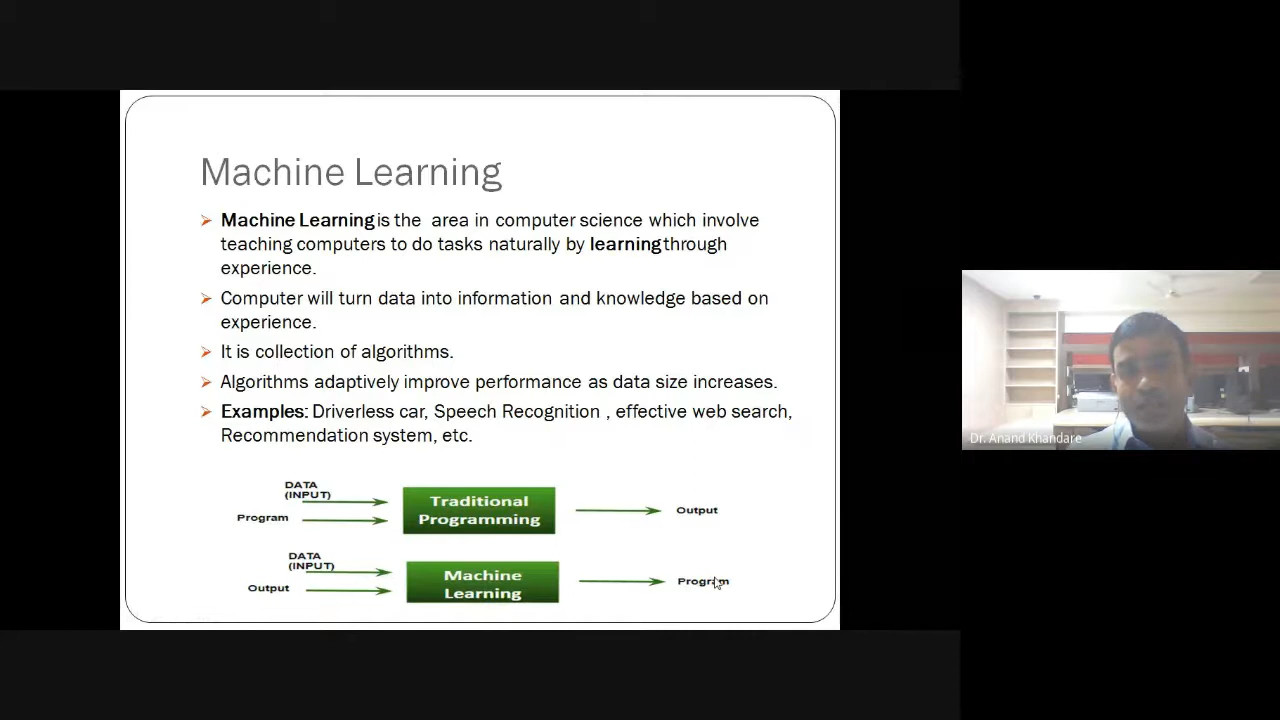 Machine Learning
Machine Learning is the area in computer science which involve
teaching computers to do tasks naturally by learning through
experience.
Computer will turn data into information and knowledge based on
experience.
It is collection of algorithms.
Algorithms adaptively improve performance as data size increases.
Examples: Driverless car, Speech Recognition , effective web search,
Recommendation system, etc.
DATA
(INPUT)
Program
Traditional
Programming
Output
DATA
(INPUT)
Output
Machine
Learning
Program
Dr. Anand Khandare